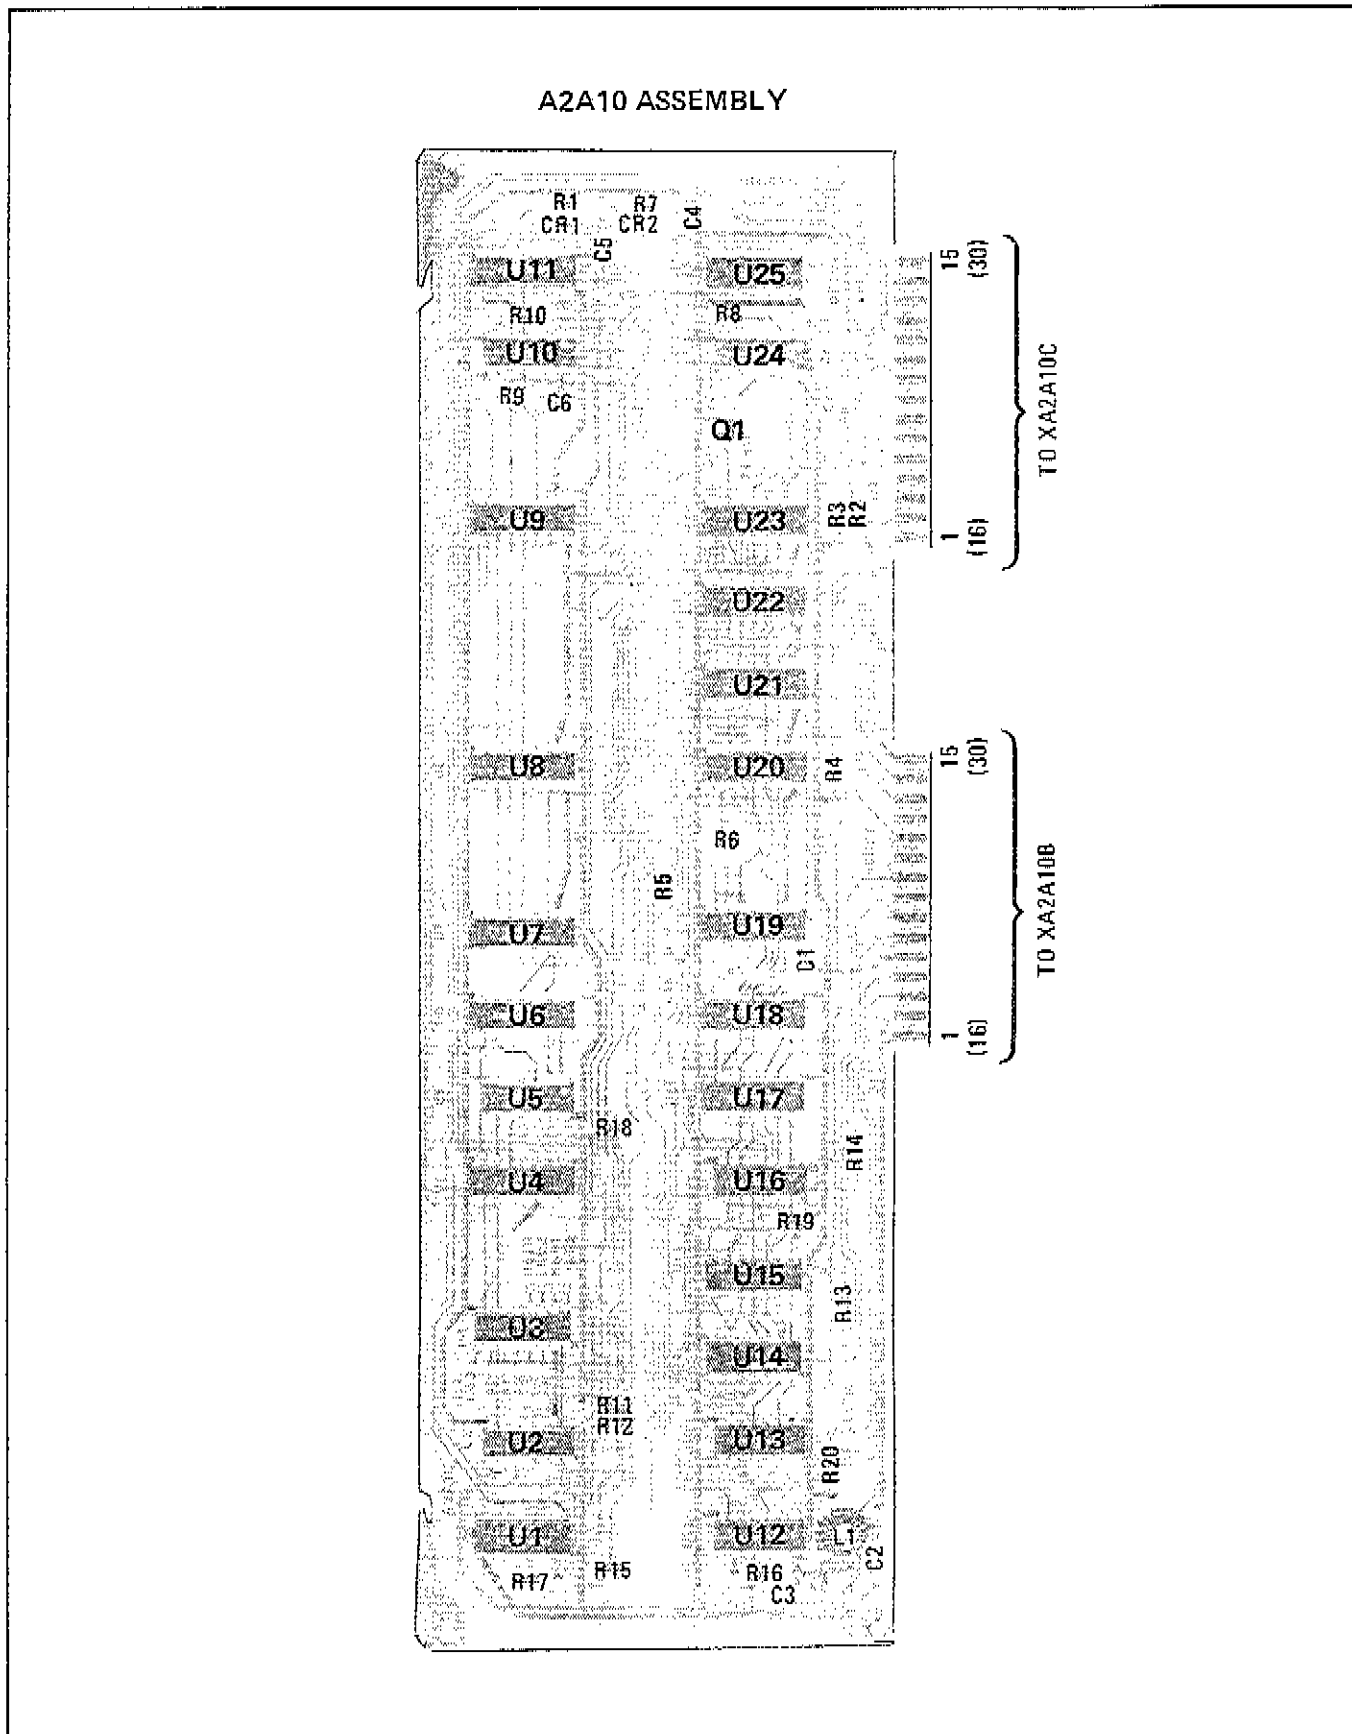 A2A10 ASSEMBLY
R1 R7
CR1 CR2 C4
C5
U11 U25 15
(30)
R10 R8
U10 U24
R9 C6
Q1 TO XA2A10C
U9 U23 R3
R2 1
(16)
U22
U21
U8 U20 R4 15
(30)
R6
R5
U7 U19 TO XA2A10B
C1
U6 U18 1
(16)
U5 U17
R18 R14
U4 U16
R19
U15 R13
U3
U14
R11
R12
U2 U13 R20
U1 U12 L1 C2
R17 R15 R16
C3